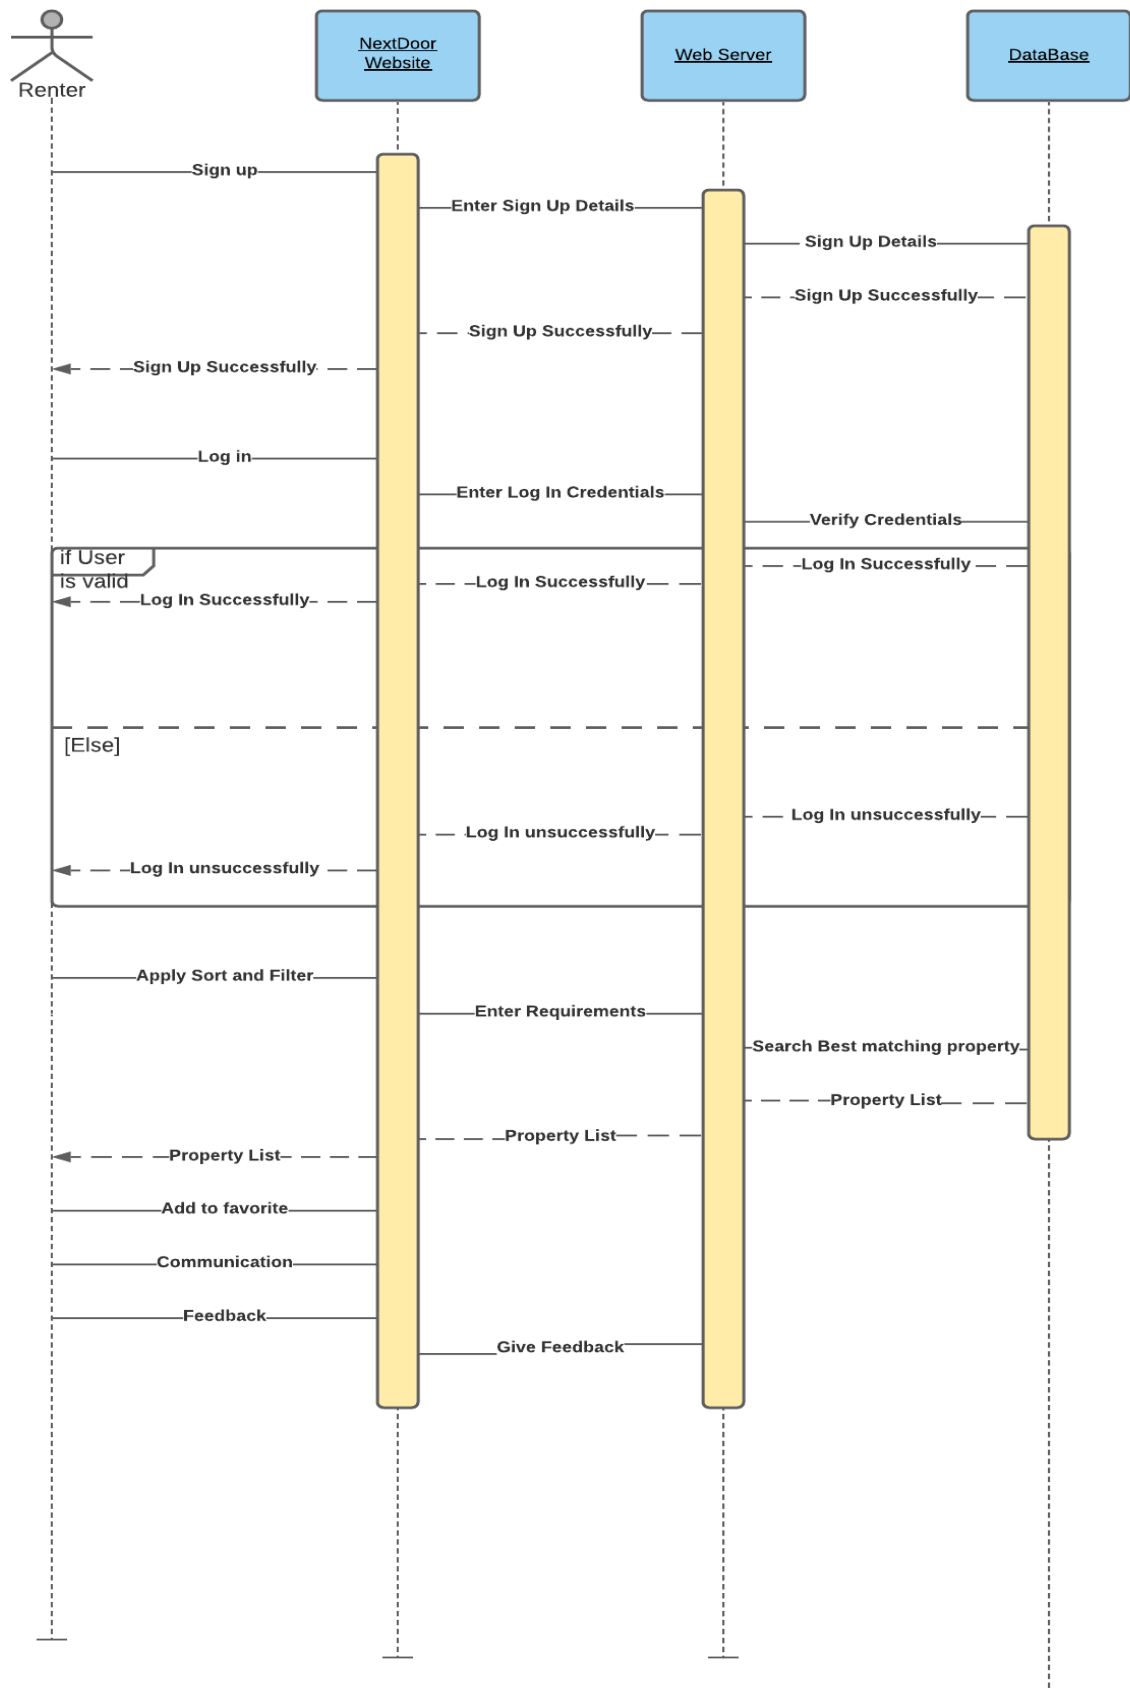 Renter
NextDoor
Website
Web Server
DataBase
Sign up
Enter Sign Up Details
Sign Up Details
Sign Up Successfully
Sign Up Successfully
Sign Up Successfully
Log in
Enter Log In Credentials
Verify Credentials
if User
is valid
Log In Successfully
Log In Successfully
Log In Successfully
[Else]
Log In unsuccessfully
Log In unsuccessfully
Log In unsuccessfully
Apply Sort and Filter
Enter Requirements
Search Best matching property
Property List
Property List
Property List
Add to favorite
Communication
Feedback
Give Feedback